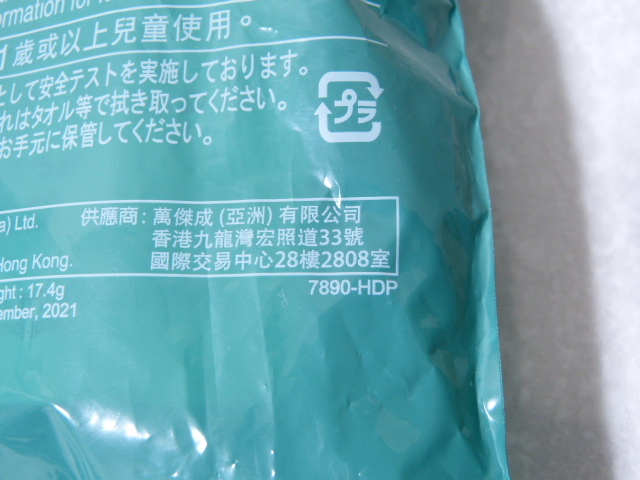 ormation for
1歲或以上兒童使用。
として安全テストを実施しております。
れはタオル等で拭き取ってください。
お手元に保管してください。
プラ
a) Ltd.
供應商: 萬傑成 (亞洲) 有限公司
香港九龍灣宏照道33號
Hong Kong.
國際交易中心28樓2808室
ght : 17.4g
7890-HDP
ember, 2021